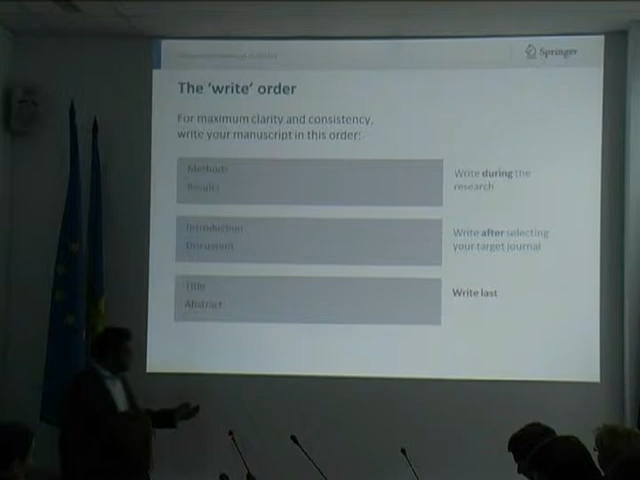 Springer
The 'write' order
For maximum clarity and consistency,
write your manuscript in this order:
Methods
Results
Write during the
research
Introduction
Document
Write after selecting
your target journal
Title
Abstract
Write last